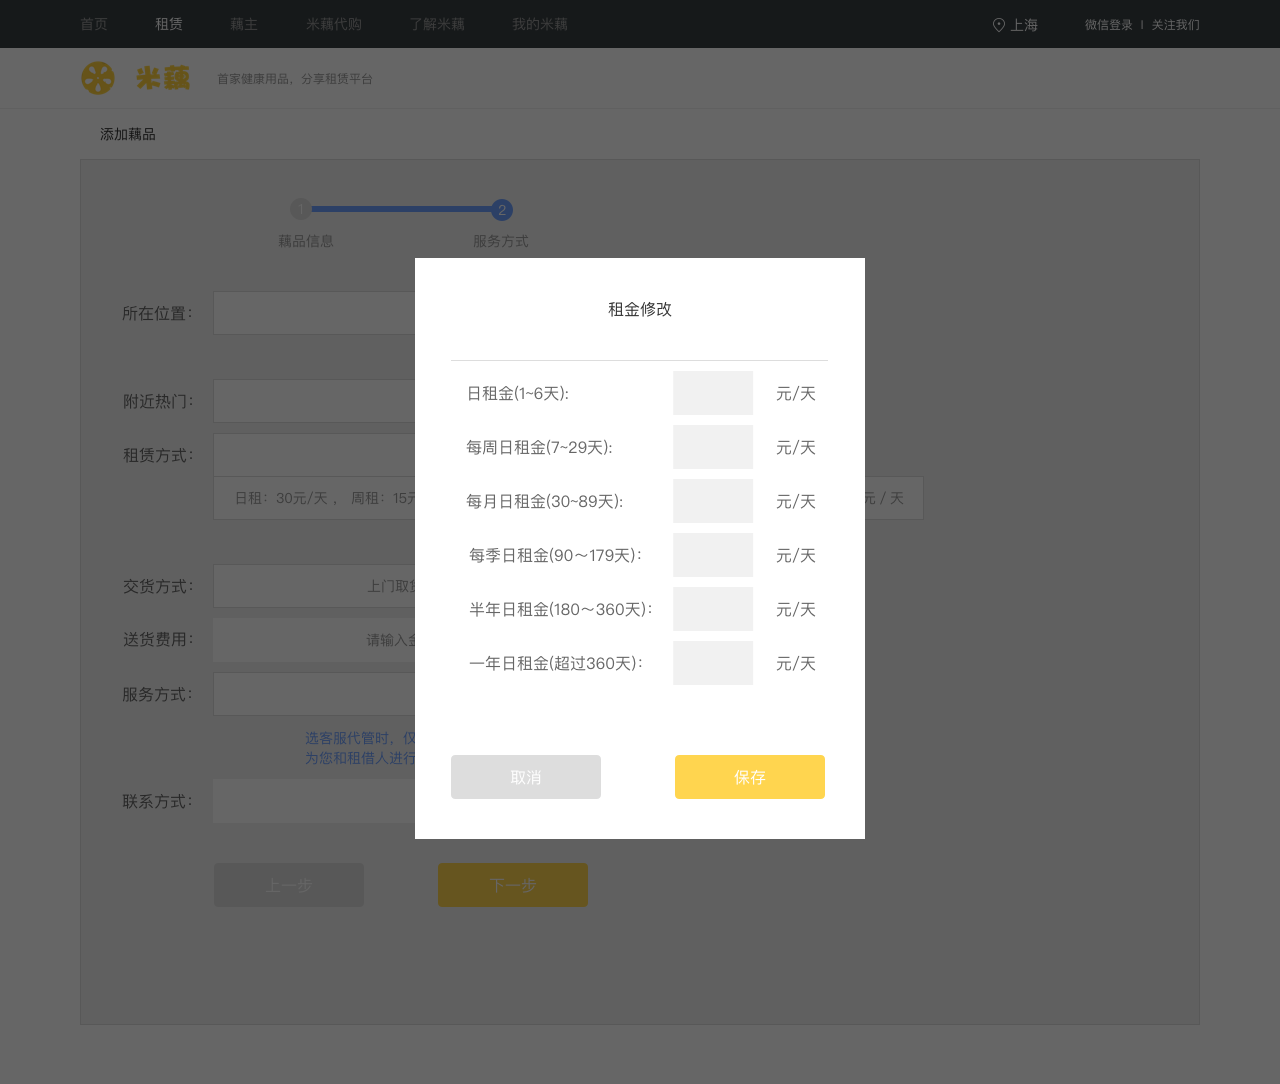 首页 租赁 藕主 米藕代购 了解米藕 我的米藕 上海 微信登录 | 关注我们
米藕 首家健康用品，分享租赁平台
添加藕品
1 2
藕品信息 服务方式
所在位置：
附近热门：
租赁方式：
日租：30元/天 ， 周租：15元
元 / 天
交货方式： 上门取
送货费用： 请输入
服务方式：
选客服代管时，仅
为您和租借人进行
联系方式：
上一步 下一步
租金修改
日租金(1~6天): 元/天
每周日租金(7~29天): 元/天
每月日租金(30~89天): 元/天
每季日租金(90～179天)： 元/天
半年日租金(180～360天)： 元/天
一年日租金(超过360天)： 元/天
取消 保存